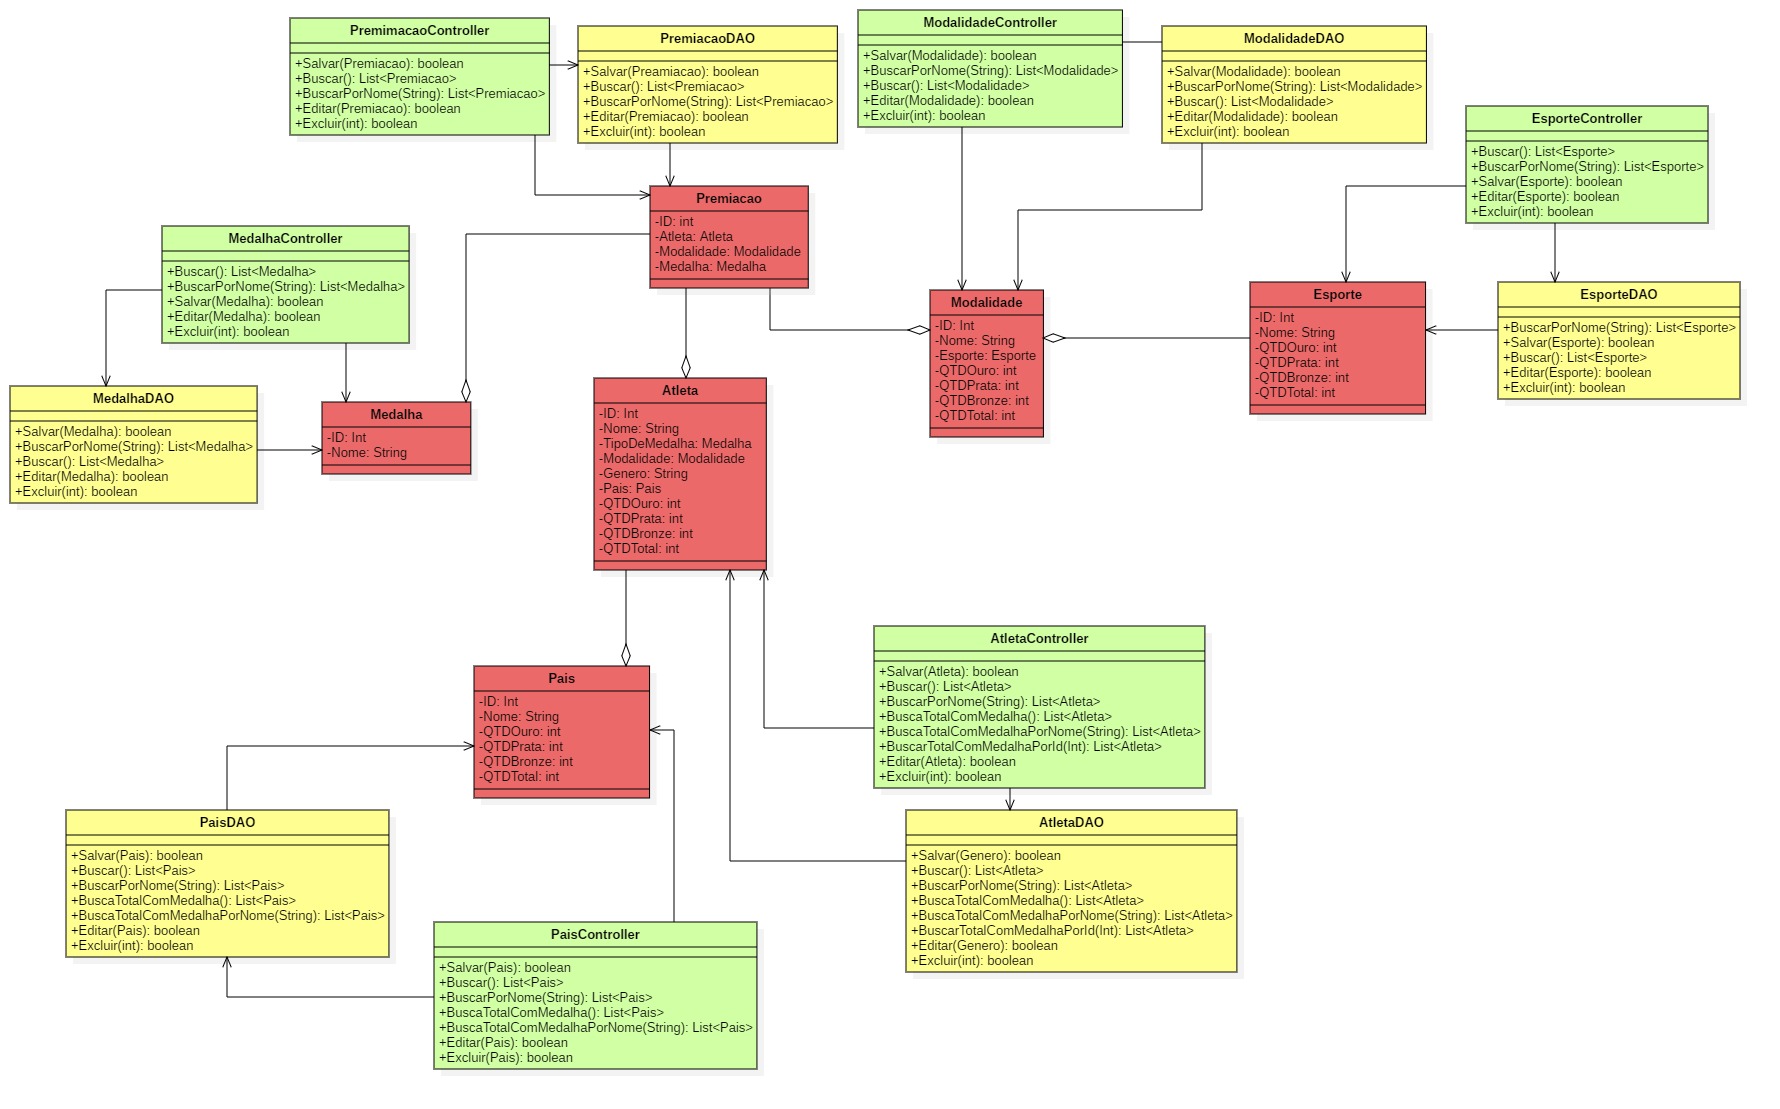 PremimacaoController
+Salvar(Premiacao): boolean
+Buscar(): List<Premiacao>
+BuscarPorNome(String): List<Premiacao>
+Editar(Premiacao): boolean
+Excluir(int): boolean
PremiacaoDAO
+Salvar(Preamiacao): boolean
+Buscar(): List<Premiacao>
+BuscarPorNome(String): List<Premiacao>
+Editar(Premiacao): boolean
+Excluir(int): boolean
ModalidadeController
+Salvar(Modalidade): boolean
+BuscarPorNome(String): List<Modalidade>
+Buscar(): List<Modalidade>
+Editar(Modalidade): boolean
+Excluir(int): boolean
ModalidadeDAO
+Salvar(Modalidade): boolean
+BuscarPorNome(String): List<Modalidade>
+Buscar(): List<Modalidade>
+Editar(Modalidade): boolean
+Excluir(int): boolean
EsporteController
+Buscar(): List<Esporte>
+BuscarPorNome(String): List<Esporte>
+Salvar(Esporte): boolean
+Editar(Esporte): boolean
+Excluir(int): boolean
Premiacao
-ID: int
-Atleta: Atleta
-Modalidade: Modalidade
-Medalha: Medalha
MedalhaController
+Buscar(): List<Medalha>
+BuscarPorNome(String): List<Medalha>
+Salvar(Medalha): boolean
+Editar(Medalha): boolean
+Excluir(int): boolean
Modalidade
-ID: Int
-Nome: String
-Esporte: Esporte
-QTDOuro: int
-QTDPrata: int
-QTDBronze: int
-QTDTotal: int
Esporte
-ID: Int
-Nome: String
-QTDOuro: int
-QTDPrata: int
-QTDBronze: int
-QTDTotal: int
EsporteDAO
+BuscarPorNome(String): List<Esporte>
+Salvar(Esporte): boolean
+Buscar(): List<Esporte>
+Editar(Esporte): boolean
+Excluir(int): boolean
MedalhaDAO
+Salvar(Medalha): boolean
+BuscarPorNome(String): List<Medalha>
+Buscar(): List<Medalha>
+Editar(Medalha): boolean
+Excluir(int): boolean
Medalha
-ID: Int
-Nome: String
Atleta
-ID: Int
-Nome: String
-TipoDeMedalha: Medalha
-Modalidade: Modalidade
-Genero: String
-Pais: Pais
-QTDOuro: int
-QTDPrata: int
-QTDBronze: int
-QTDTotal: int
AtletaController
+Salvar(Atleta): boolean
+Buscar(): List<Atleta>
+BuscarPorNome(String): List<Atleta>
+BuscaTotalComMedalha(): List<Atleta>
+BuscaTotalComMedalhaPorNome(String): List<Atleta>
+BuscarTotalComMedalhaPorId(Int): List<Atleta>
+Editar(Atleta): boolean
+Excluir(int): boolean
Pais
-ID: Int
-Nome: String
-QTDOuro: int
-QTDPrata: int
-QTDBronze: int
-QTDTotal: int
PaisDAO
+Salvar(Pais): boolean
+Buscar(): List<Pais>
+BuscarPorNome(String): List<Pais>
+BuscaTotalComMedalha(): List<Pais>
+BuscaTotalComMedalhaPorNome(String): List<Pais>
+Editar(Pais): boolean
+Excluir(int): boolean
AtletaDAO
+Salvar(Genero): boolean
+Buscar(): List<Atleta>
+BuscarPorNome(String): List<Atleta>
+BuscaTotalComMedalha(): List<Atleta>
+BuscaTotalComMedalhaPorNome(String): List<Atleta>
+BuscarTotalComMedalhaPorId(Int): List<Atleta>
+Editar(Genero): boolean
+Excluir(int): boolean
PaisController
+Salvar(Pais): boolean
+Buscar(): List<Pais>
+BuscarPorNome(String): List<Pais>
+BuscaTotalComMedalha(): List<Pais>
+BuscaTotalComMedalhaPorNome(String): List<Pais>
+Editar(Pais): boolean
+Excluir(Pais): boolean